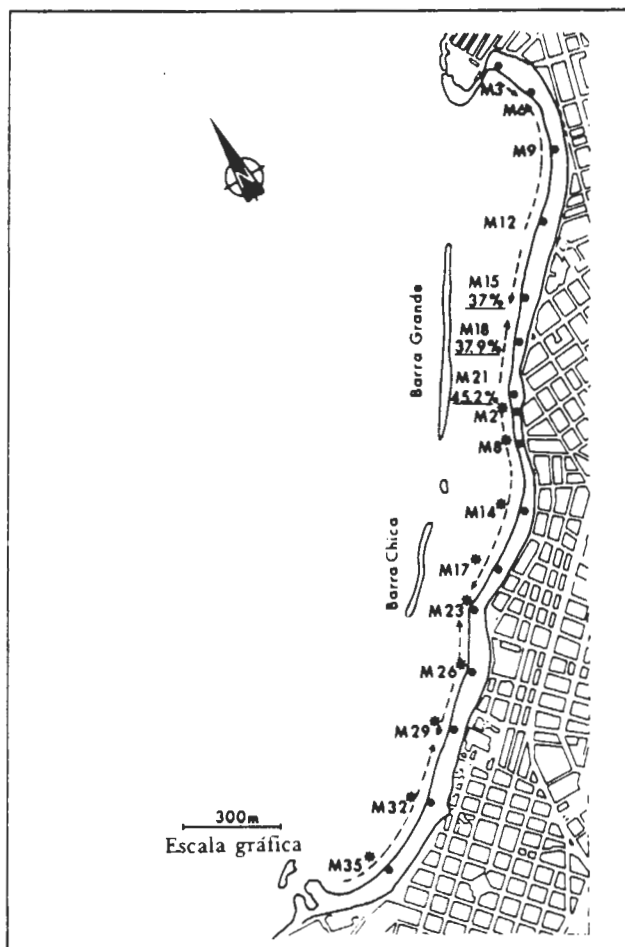 M3
M6
M9
N
M12
Barra Grande
M15
37%
M18
37.9%
M21
45.2%
M2
M8
M14
Barra Chica
M17
M23
M26
M29
M32
300m
Escala gráfica
M35